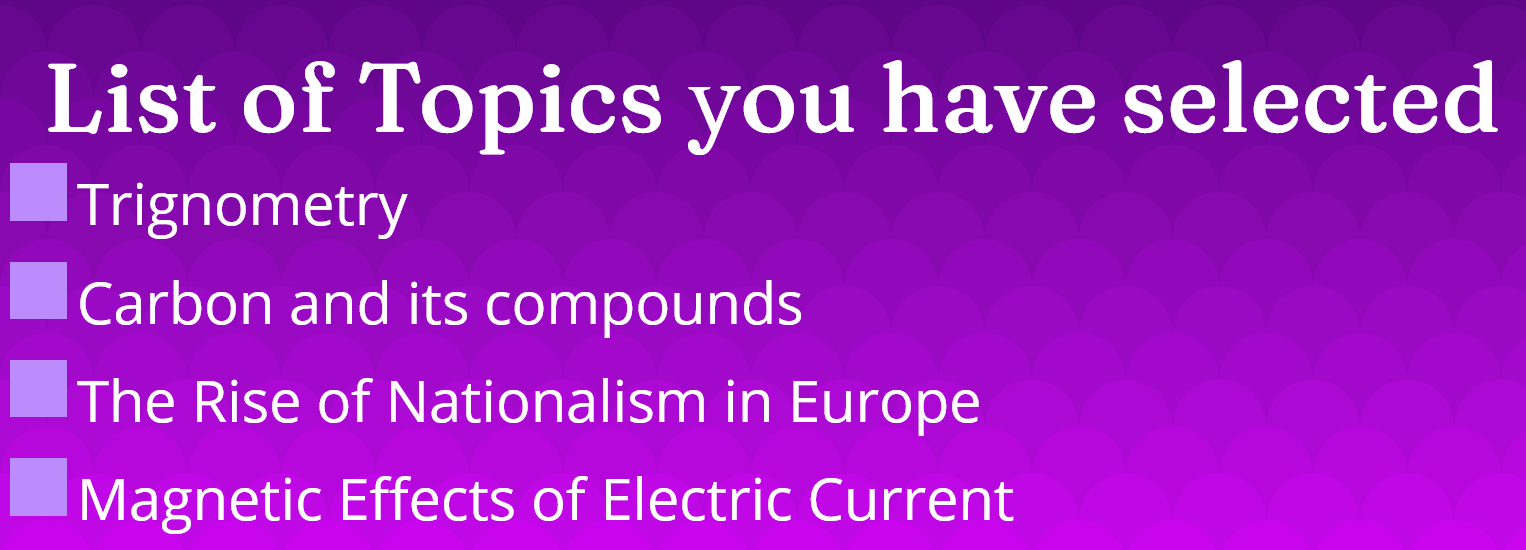 List of Topics you have selected
Trignometry
Carbon and its compounds
The Rise of Nationalism in Europe
Magnetic Effects of Electric Current